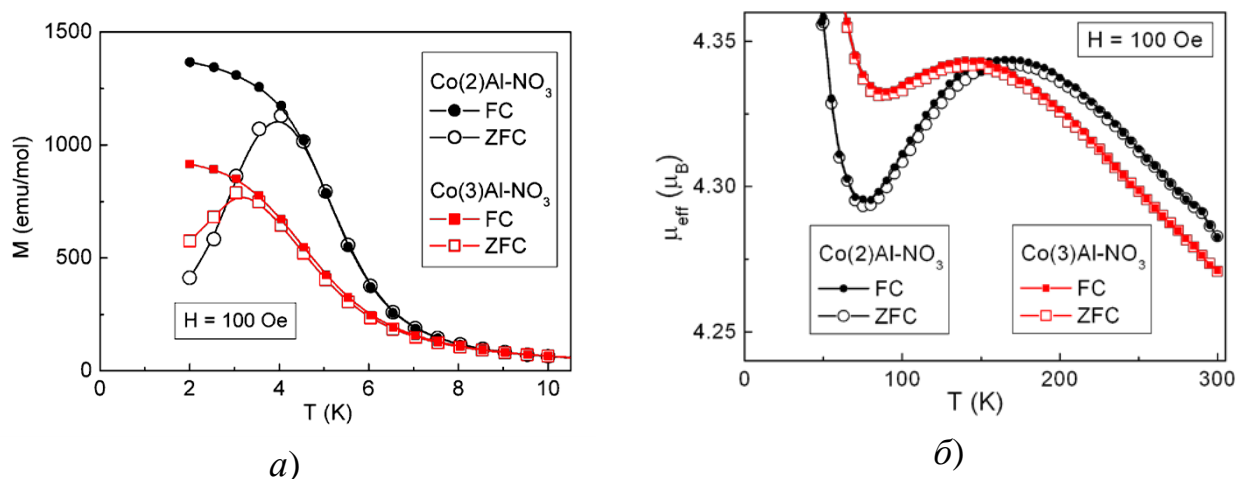 1500
1000
500
0
M (emu/mol)
Co(2)Al-NO₃
FC
ZFC
Co(3)Al-NO₃
FC
ZFC
H = 100 Oe
0 2 4 6 8 10
T (K)
а)
4.35
4.30
4.25
μeff (μB)
H = 100 Oe
Co(2)Al-NO₃
FC
ZFC
Co(3)Al-NO₃
FC
ZFC
0 100 200 300
T (K)
б)